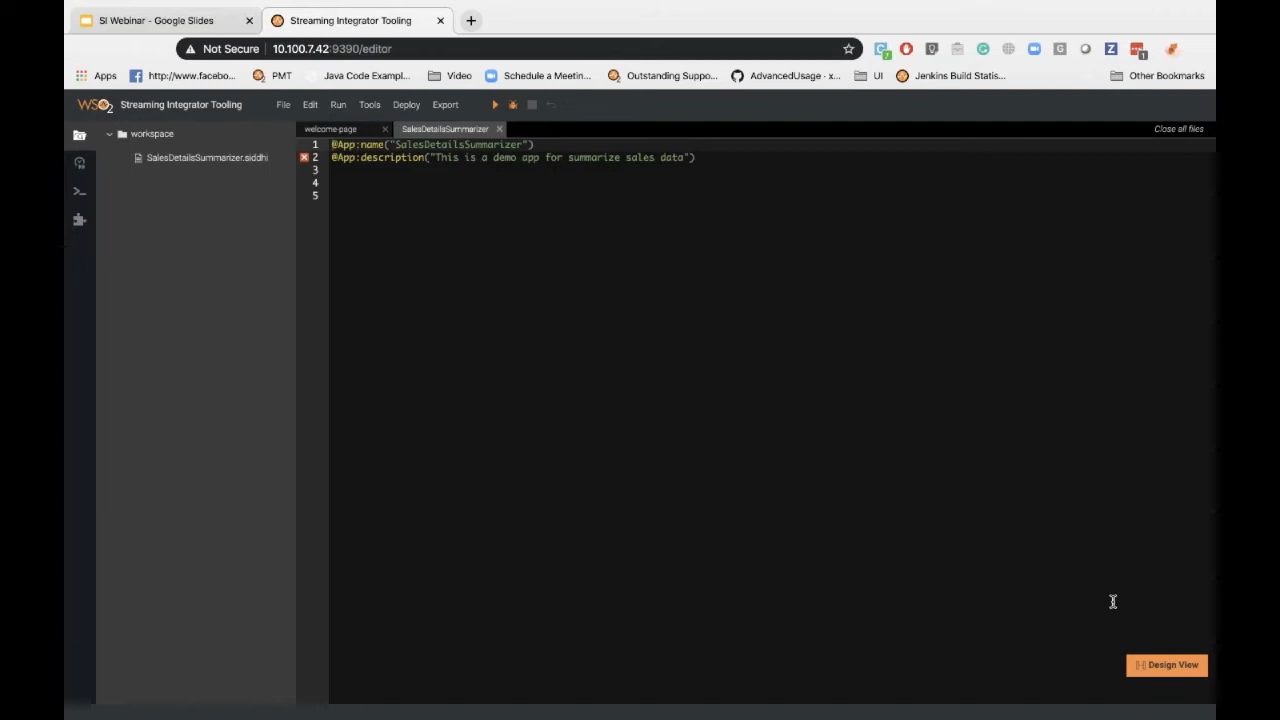 SI Webinar - Google Slides
Streaming Integrator Tooling
Not Secure 10.100.7.42:9390/editor
Apps http://www.facebo... PMT Java Code Exampl... Video Schedule a Meetin... Outstanding Suppo... AdvancedUsage · x... UI Jenkins Build Statis... Other Bookmarks
WSO2 Streaming Integrator Tooling File Edit Run Tools Deploy Export
workspace
SalesDetailsSummarizer.siddhi
welcome-page SalesDetailsSummarizer Close all files
1 @App:name("SalesDetailsSummarizer")
2 @App:description("This is a demo app for summarize sales data")
3
4
5
Design View